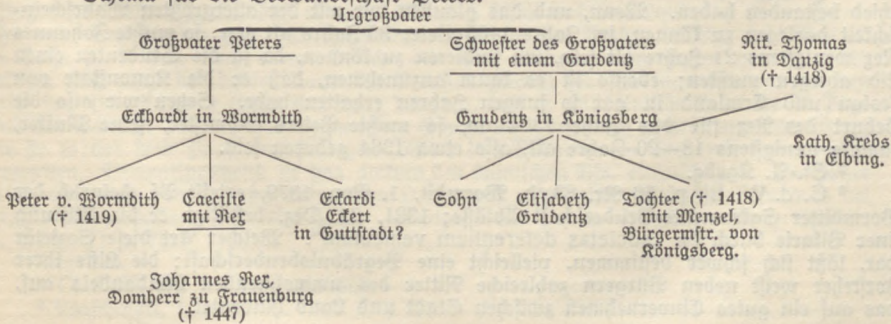 Schema für die Verwandtschaft Peters.
Urgroßvater
Großvater Peters
Schwester des Großvaters
mit einem Grudentz
Nik. Thomas
in Danzig
(† 1418)
Eckhardt in Wormdith
Grudentz in Königsberg
Kath. Krebs
in Elbing.
Peter v. Wormdith
(† 1419)
Caecilie
mit Rex
Eckardi
Eckert
in Guttstadt?
Sohn
Elisabeth
Grudentz
Tochter († 1418)
mit Menzel,
Bürgermstr. von
Königsberg.
Johannes Rex,
Domherr zu Frauenburg
(† 1447)